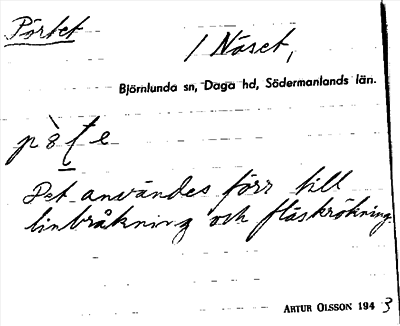 Pörtet
/ Näset,
Björnlunda sn, Daga hd, Södermanlands län.
Det användes förr till
linbråkning och fläskrökning.
ARTUR OLSSON 1943